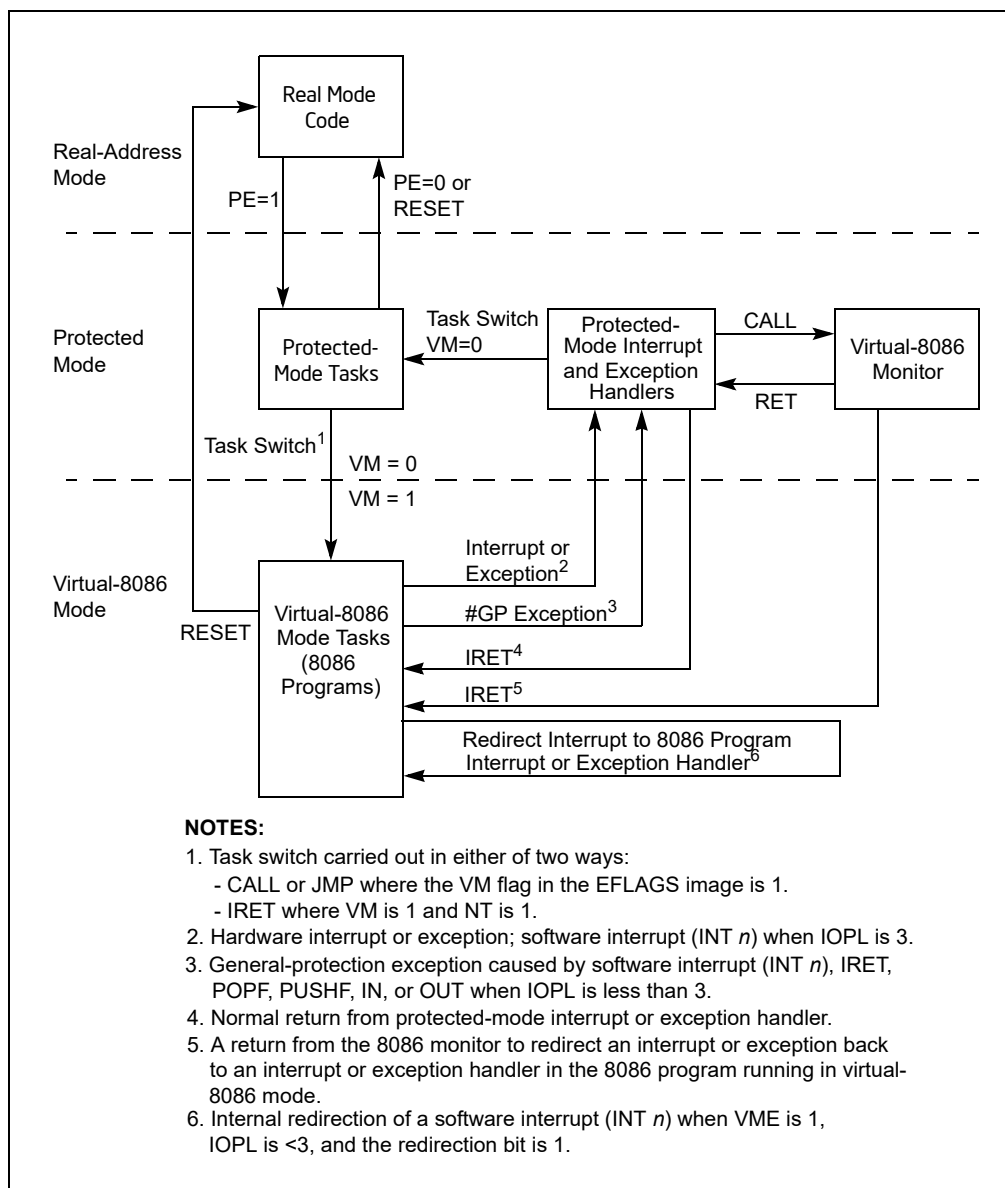 Real Mode
Code
Real-Address
Mode
PE=1
PE=0 or
RESET
Protected
Mode
Protected-
Mode Tasks
Task Switch
VM=0
Protected-
Mode Interrupt
and Exception
Handlers
CALL
RET
Virtual-8086
Monitor
Task Switch1
VM = 0
VM = 1
Virtual-8086
Mode
RESET
Virtual-8086
Mode Tasks
(8086
Programs)
Interrupt or
Exception2
#GP Exception3
IRET4
IRET5
Redirect Interrupt to 8086 Program
Interrupt or Exception Handler6
NOTES:
1. Task switch carried out in either of two ways:
- CALL or JMP where the VM flag in the EFLAGS image is 1.
- IRET where VM is 1 and NT is 1.
2. Hardware interrupt or exception; software interrupt (INT n) when IOPL is 3.
3. General-protection exception caused by software interrupt (INT n), IRET,
POPF, PUSHF, IN, or OUT when IOPL is less than 3.
4. Normal return from protected-mode interrupt or exception handler.
5. A return from the 8086 monitor to redirect an interrupt or exception back
to an interrupt or exception handler in the 8086 program running in virtual-
8086 mode.
6. Internal redirection of a software interrupt (INT n) when VME is 1,
IOPL is <3, and the redirection bit is 1.